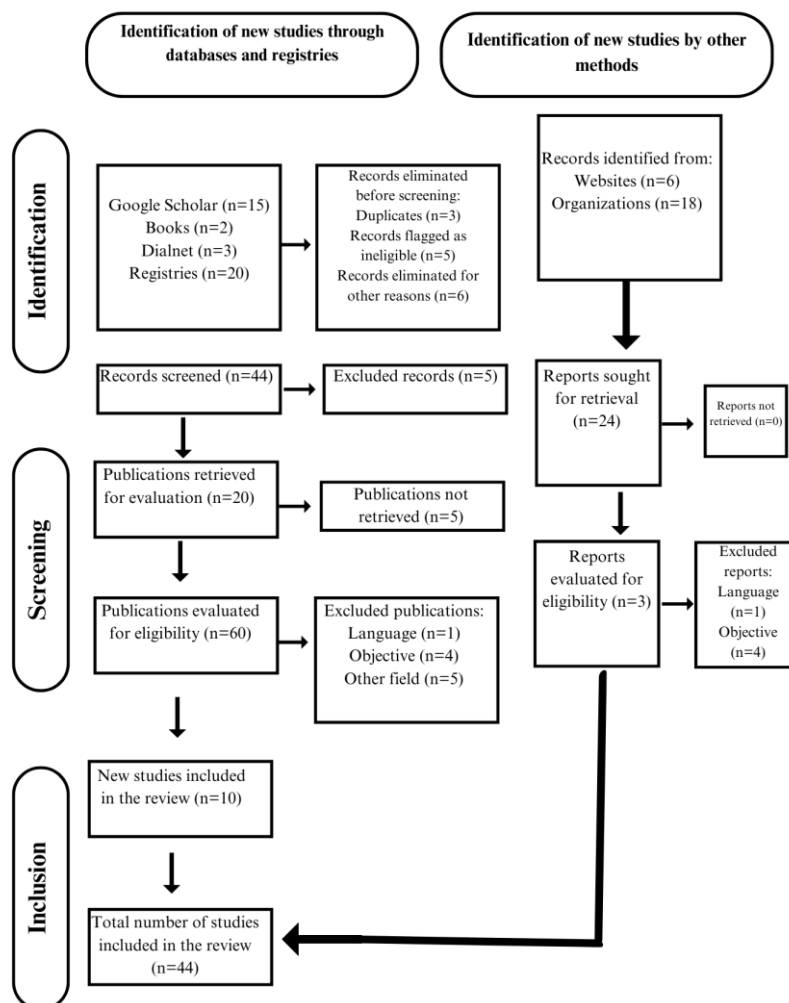 Identification of new studies through
databases and registries
Identification of new studies by other
methods
Identification
Google Scholar (n=15)
Books (n=2)
Dialnet (n=3)
Registries (n=20)
Records eliminated
before screening:
Duplicates (n=3)
Records flagged as
ineligible (n=5)
Records eliminated for
other reasons (n=6)
Records identified from:
Websites (n=6)
Organizations (n=18)
Records screened (n=44)
Excluded records (n=5)
Reports sought
for retrieval
(n=24)
Reports not
retrieved (n=0)
Screening
Publications retrieved
for evaluation (n=20)
Publications not
retrieved (n=5)
Reports
evaluated for
eligibility (n=3)
Excluded
reports:
Language
(n=1)
Objective
(n=4)
Publications evaluated
for eligibility (n=60)
Excluded publications:
Language (n=1)
Objective (n=4)
Other field (n=5)
Inclusion
New studies included
in the review (n=10)
Total number of studies
included in the review
(n=44)